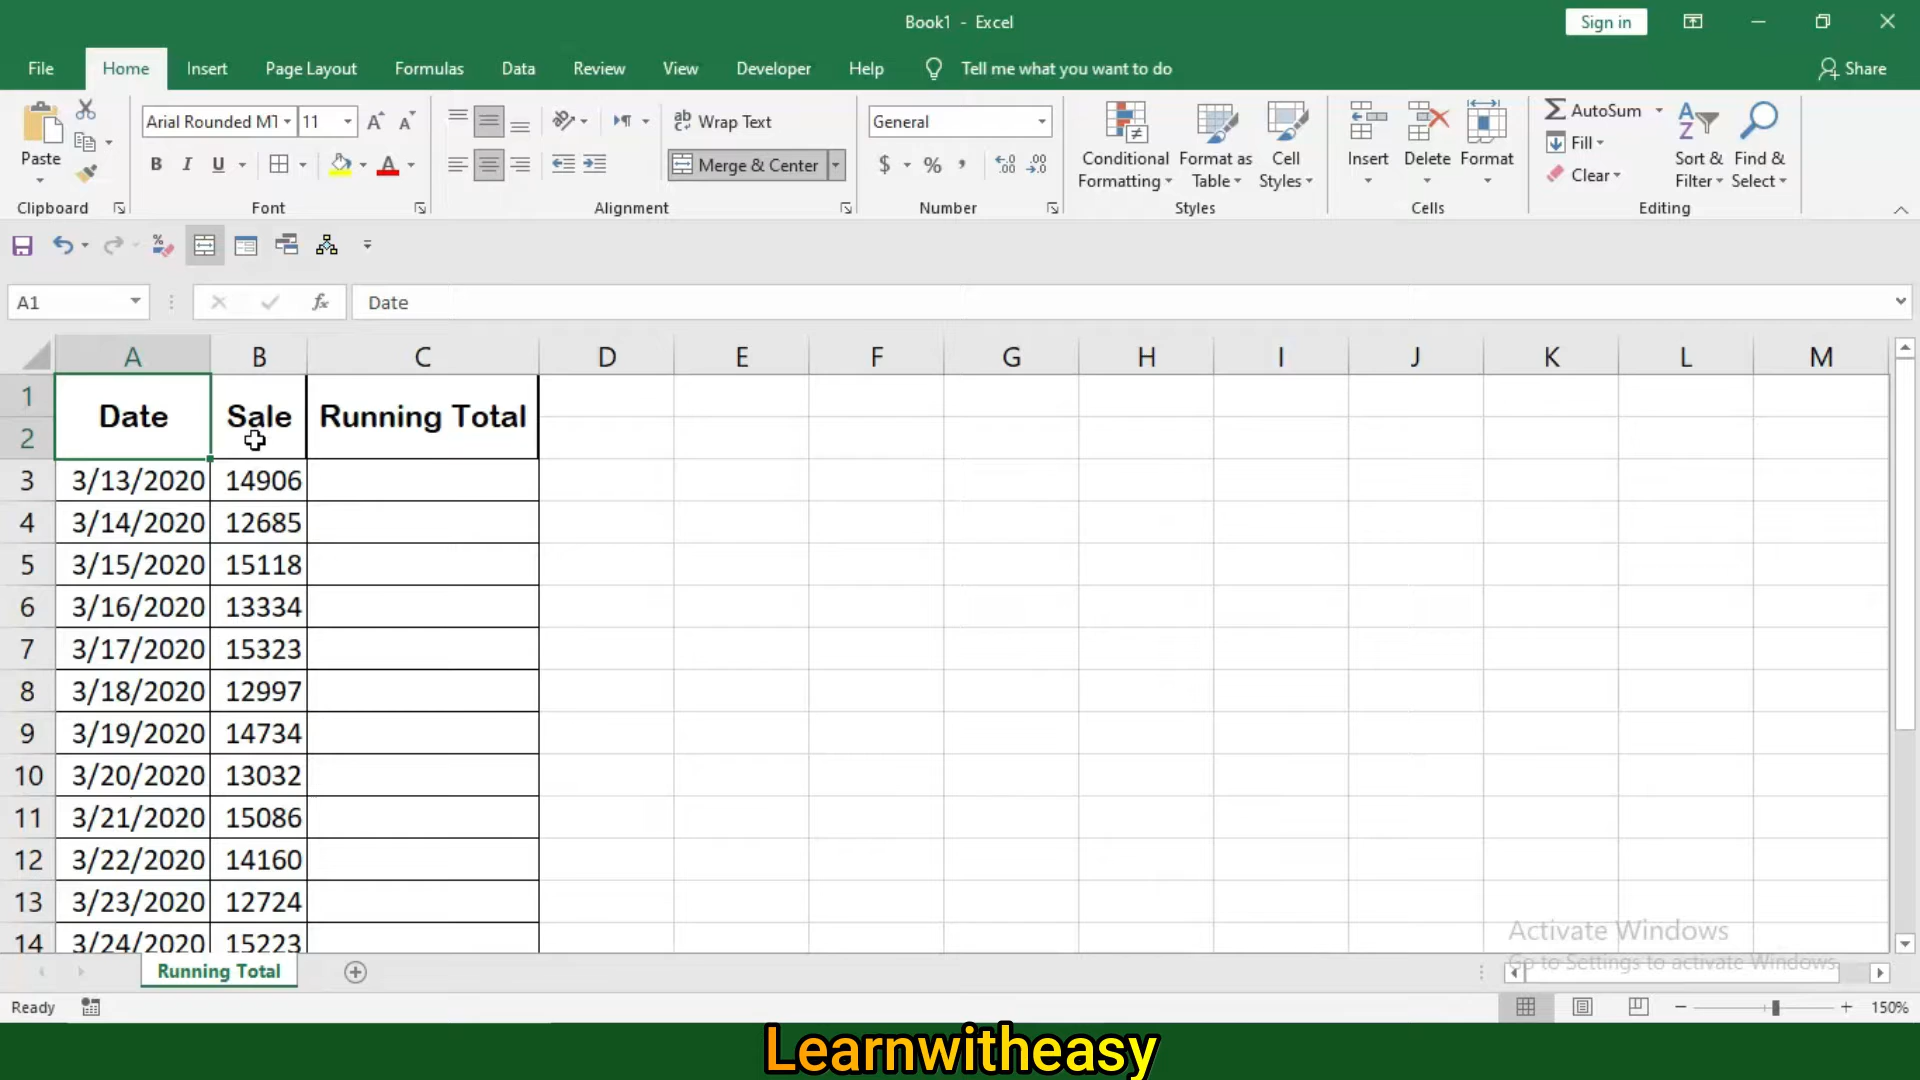 Book1 - Excel
Sign in
File Home Insert Page Layout Formulas Data Review View Developer Help Tell me what you want to do Share
Paste
Clipboard
Arial Rounded MT 11
B I U
Font
Wrap Text
Merge & Center
Alignment
General
$ % ,
Number
Conditional Formatting
Format as Table
Cell Styles
Styles
Insert
Delete
Format
Cells
AutoSum
Fill
Clear
Sort & Filter
Find & Select
Editing
A1
fx
Date
A B C D E F G H I J K L M
1 Date Sale Running Total
2
3 3/13/2020 14906
4 3/14/2020 12685
5 3/15/2020 15118
6 3/16/2020 13334
7 3/17/2020 15323
8 3/18/2020 12997
9 3/19/2020 14734
10 3/20/2020 13032
11 3/21/2020 15086
12 3/22/2020 14160
13 3/23/2020 12724
14 3/24/2020 15223
Activate Windows
Go to Settings to activate Windows.
Running Total
Ready
150%
Learnwitheasy